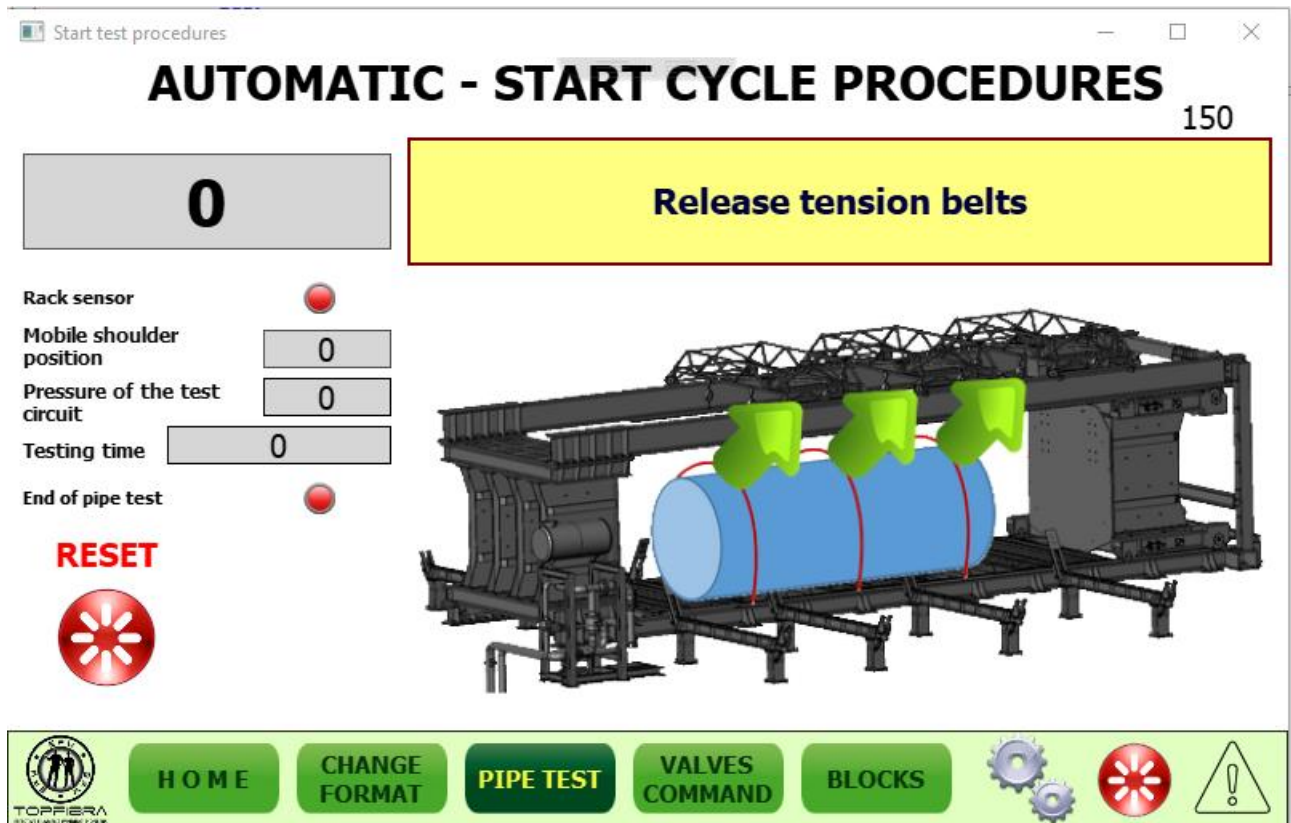 Start test procedures
AUTOMATIC - START CYCLE PROCEDURES
150
0
Release tension belts
Rack sensor
Mobile shoulder
position
0
Pressure of the test
circuit
0
Testing time
0
End of pipe test
RESET
HOME
CHANGE
FORMAT
PIPE TEST
VALVES
COMMAND
BLOCKS
TOPFIBRA